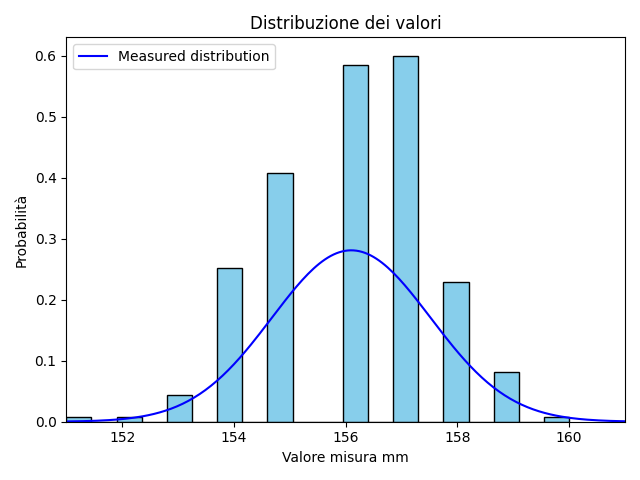 Distribuzione dei valori
Measured distribution
Probabilità
0.6
0.5
0.4
0.3
0.2
0.1
0.0
152 154 156 158 160
Valore misura mm